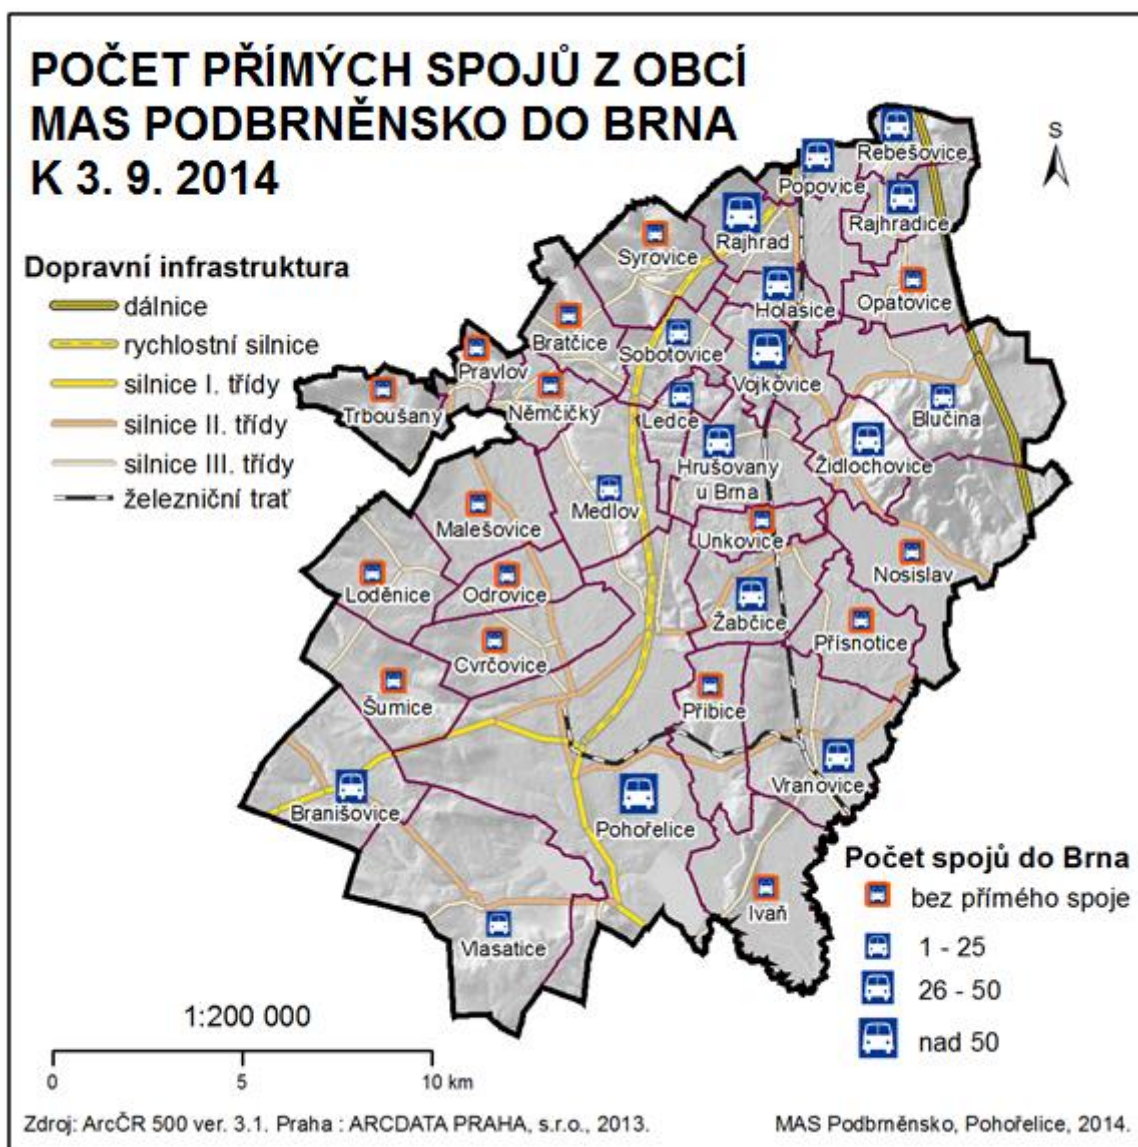 POČET PŘÍMÝCH SPOJŮ Z OBCÍ
MAS PODBRNĚNSKO DO BRNA
K 3. 9. 2014
S
Dopravní infrastruktura
dálnice
rychlostní silnice
silnice I. třídy
silnice II. třídy
silnice III. třídy
železniční trať
Rebešovice
Popovice
Rajhradice
Rajhrad
Syrovice
Opatovice
Holasice
Bratčice
Sobotovice
Pravlov
Vojkovice
Trboušany
Němčičky
Ledce
Blučina
Židlochovice
Hrušovany
u Brna
Medlov
Malešovice
Unkovice
Nosislav
Loděnice
Odrovice
Žabčice
Přísnotice
Cvrčovice
Šumice
Přibice
Vranovice
Branišovice
Pohořelice
Ivaň
Vlasatice
Počet spojů do Brna
bez přímého spoje
1 - 25
26 - 50
nad 50
1:200 000
0 5 10 km
Zdroj: ArcČR 500 ver. 3.1. Praha : ARCDATA PRAHA, s.r.o., 2013.
MAS Podbrněnsko, Pohořelice, 2014.